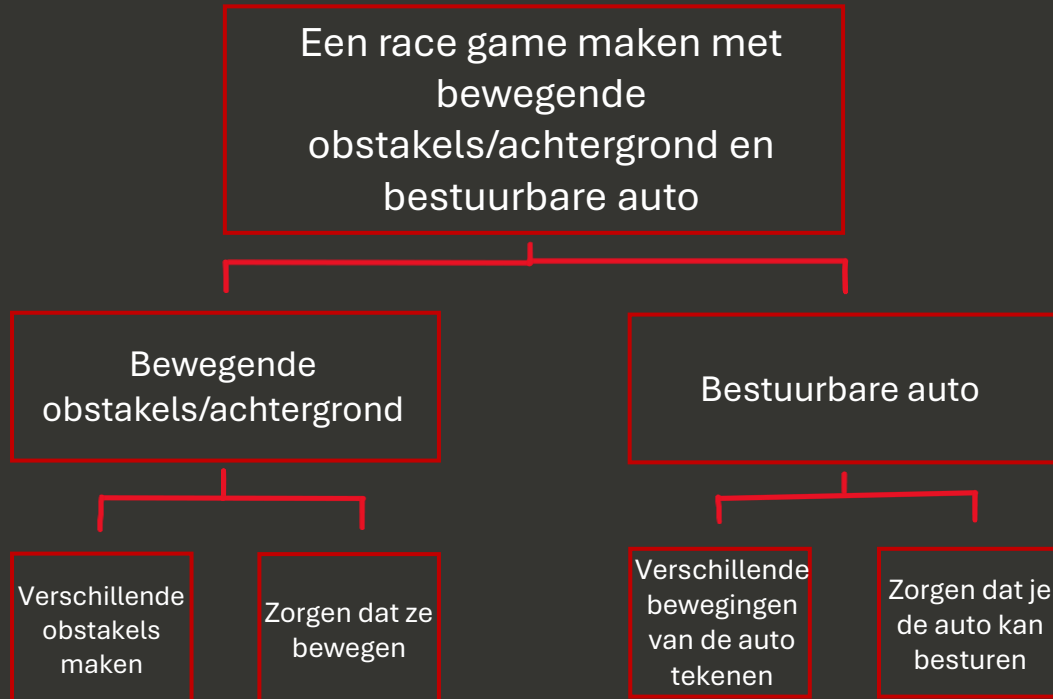 Een race game maken met
bewegende
obstakels/achtergrond en
bestuurbare auto
Bewegende
obstakels/achtergrond
Bestuurbare auto
Verschillende
obstakels
maken
Zorgen dat ze
bewegen
Verschillende
bewegingen
van de auto
tekenen
Zorgen dat je
de auto kan
besturen